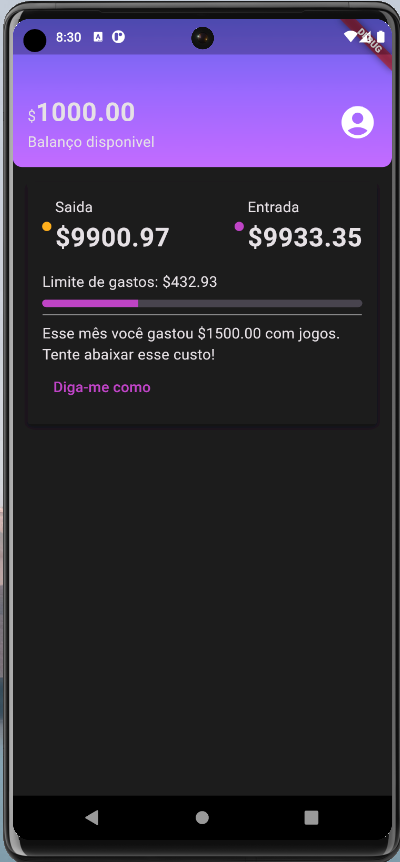 8:30
DEBUG
$1000.00
Balanço disponivel
Saida
Entrada
$9900.97
$9933.35
Limite de gastos: $432.93
Esse mês você gastou $1500.00 com jogos.
Tente abaixar esse custo!
Diga-me como